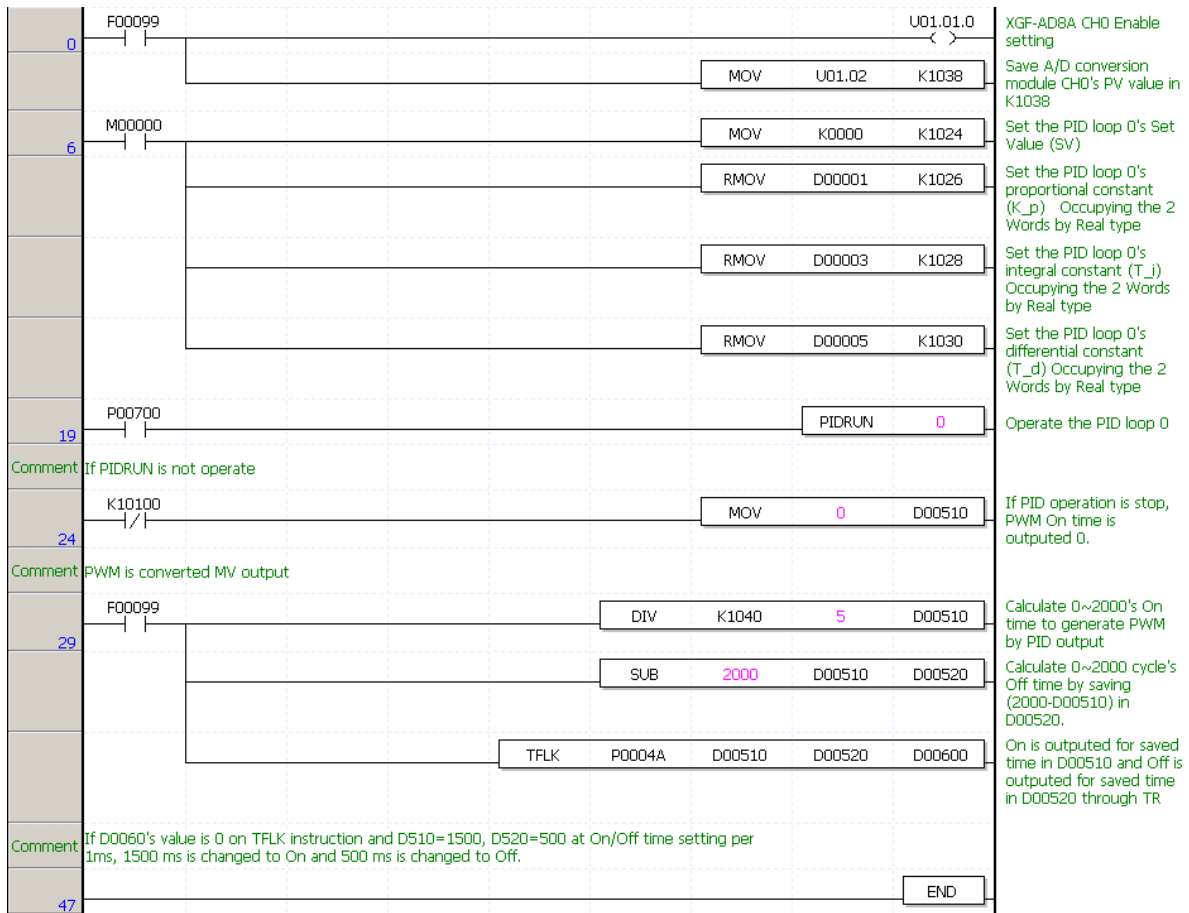 F00099 U01.01.0 XGF-AD8A CH0 Enable
0 setting
MOV U01.02 K1038 Save A/D conversion
module CH0's PV value in
K1038
M00000
6 MOV K0000 K1024 Set the PID loop 0's Set
Value (SV)
RMOV D00001 K1026 Set the PID loop 0's
proportional constant
(K_p) Occupying the 2
Words by Real type
RMOV D00003 K1028 Set the PID loop 0's
integral constant (T_i)
Occupying the 2 Words
by Real type
RMOV D00005 K1030 Set the PID loop 0's
differential constant
(T_d) Occupying the 2
Words by Real type
P00700
19 PIDRUN 0 Operate the PID loop 0
Comment If PIDRUN is not operate
K10100
24 MOV 0 D00510 If PID operation is stop,
PWM On time is
outputed 0.
Comment PWM is converted MV output
F00099
29 DIV K1040 5 D00510 Calculate 0~2000's On
time to generate PWM
by PID output
SUB 2000 D00510 D00520 Calculate 0~2000 cycle's
Off time by saving
(2000-D00510) in
D00520.
TFLK P0004A D00510 D00520 D00600 On is outputed for saved
time in D00510 and Off is
outputed for saved time
in D00520 through TR
Comment If D0060's value is 0 on TFLK instruction and D510=1500, D520=500 at On/Off time setting per
1ms, 1500 ms is changed to On and 500 ms is changed to Off.
47 END